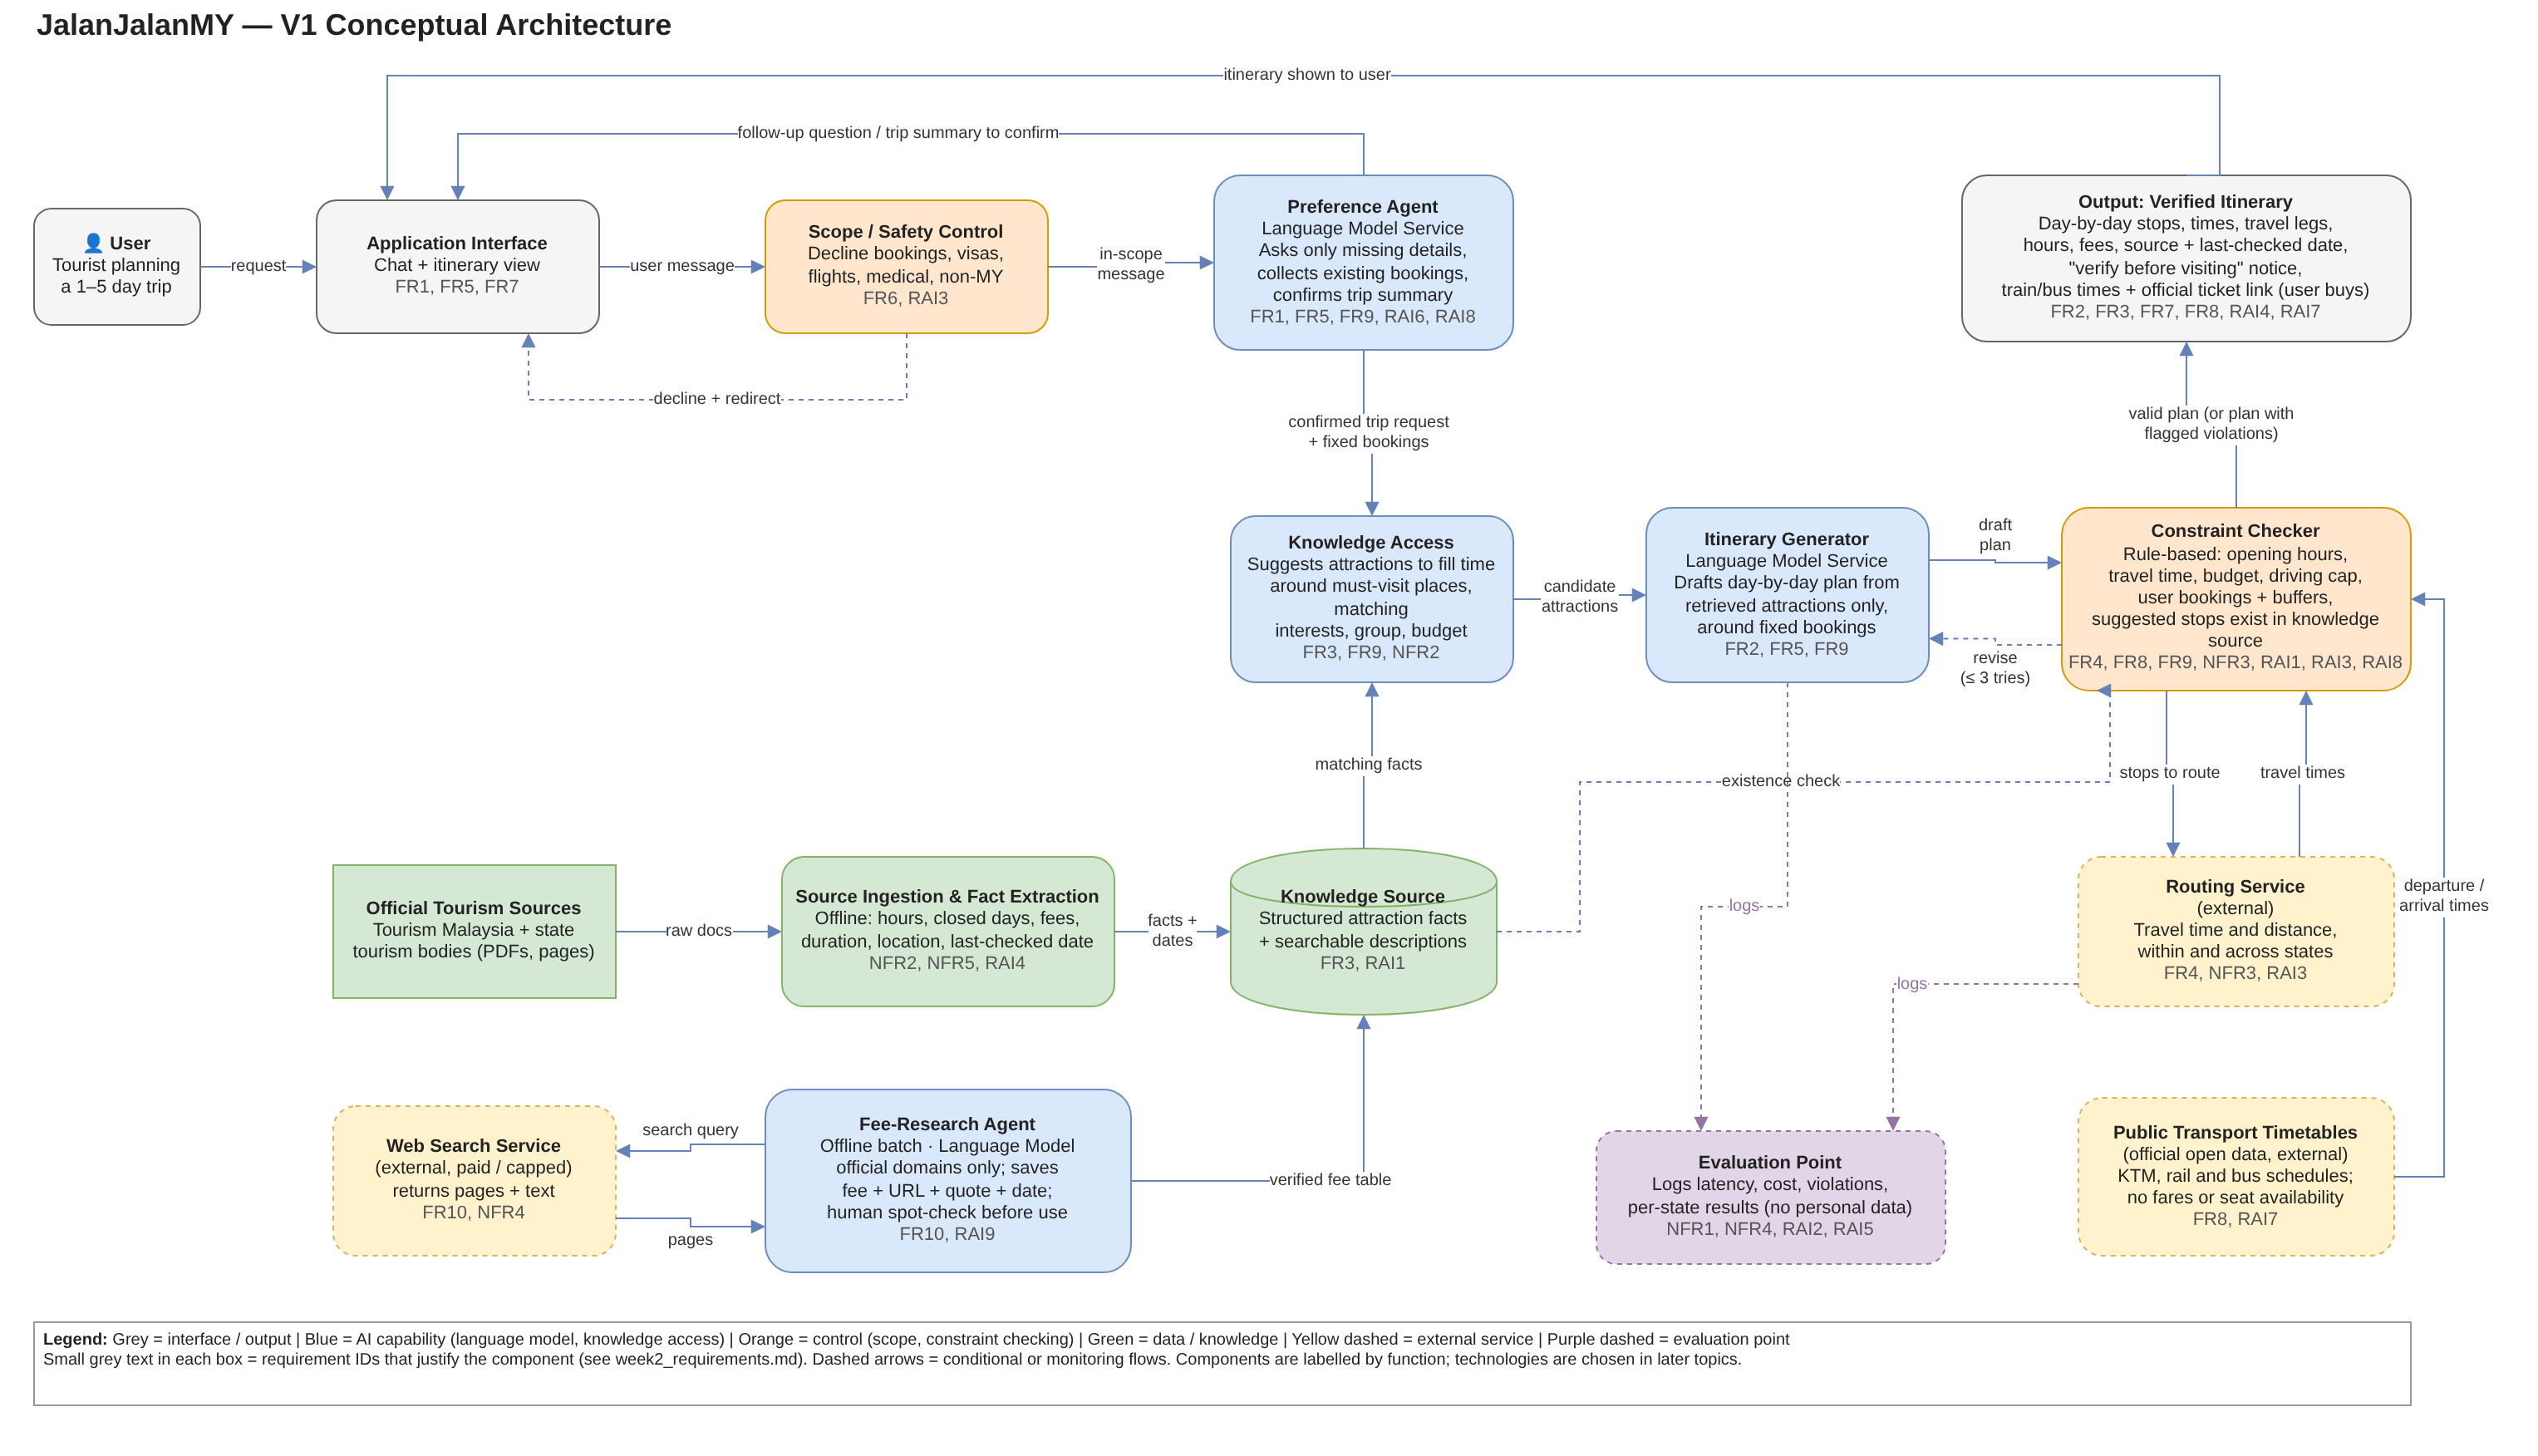 JalanJalanMY — V1 Conceptual Architecture
itinerary shown to user
follow-up question / trip summary to confirm
User
Tourist planning
a 1–5 day trip
request
Application Interface
Chat + itinerary view
FR1, FR5, FR7
user message
Scope / Safety Control
Decline bookings, visas,
flights, medical, non-MY
FR6, RAI3
in-scope
message
Preference Agent
Language Model Service
Asks only missing details,
collects existing bookings,
confirms trip summary
FR1, FR5, FR9, RAI6, RAI8
Output: Verified Itinerary
Day-by-day stops, times, travel legs,
hours, fees, source + last-checked date,
"verify before visiting" notice,
train/bus times + official ticket link (user buys)
FR2, FR3, FR7, FR8, RAI4, RAI7
decline + redirect
confirmed trip request
+ fixed bookings
valid plan (or plan with
flagged violations)
Knowledge Access
Suggests attractions to fill time
around must-visit places,
matching
interests, group, budget
FR3, FR9, NFR2
candidate
attractions
Itinerary Generator
Language Model Service
Drafts day-by-day plan from
retrieved attractions only,
around fixed bookings
FR2, FR5, FR9
draft
plan
revise
(≤ 3 tries)
Constraint Checker
Rule-based: opening hours,
travel time, budget, driving cap,
user bookings + buffers,
suggested stops exist in knowledge
source
FR4, FR8, FR9, NFR3, RAI1, RAI3, RAI8
matching facts
existence check
stops to route
travel times
Official Tourism Sources
Tourism Malaysia + state
tourism bodies (PDFs, pages)
raw docs
Source Ingestion & Fact Extraction
Offline: hours, closed days, fees,
duration, location, last-checked date
NFR2, NFR5, RAI4
facts +
dates
Knowledge Source
Structured attraction facts
+ searchable descriptions
FR3, RAI1
logs
logs
Routing Service
(external)
Travel time and distance,
within and across states
FR4, NFR3, RAI3
departure /
arrival times
Web Search Service
(external, paid / capped)
returns pages + text
FR10, NFR4
search query
pages
Fee-Research Agent
Offline batch · Language Model
official domains only; saves
fee + URL + quote + date;
human spot-check before use
FR10, RAI9
verified fee table
Evaluation Point
Logs latency, cost, violations,
per-state results (no personal data)
NFR1, NFR4, RAI2, RAI5
Public Transport Timetables
(official open data, external)
KTM, rail and bus schedules;
no fares or seat availability
FR8, RAI7
Legend: Grey = interface / output | Blue = AI capability (language model, knowledge access) | Orange = control (scope, constraint checking) | Green = data / knowledge | Yellow dashed = external service | Purple dashed = evaluation point
Small grey text in each box = requirement IDs that justify the component (see week2_requirements.md). Dashed arrows = conditional or monitoring flows. Components are labelled by function; technologies are chosen in later topics.